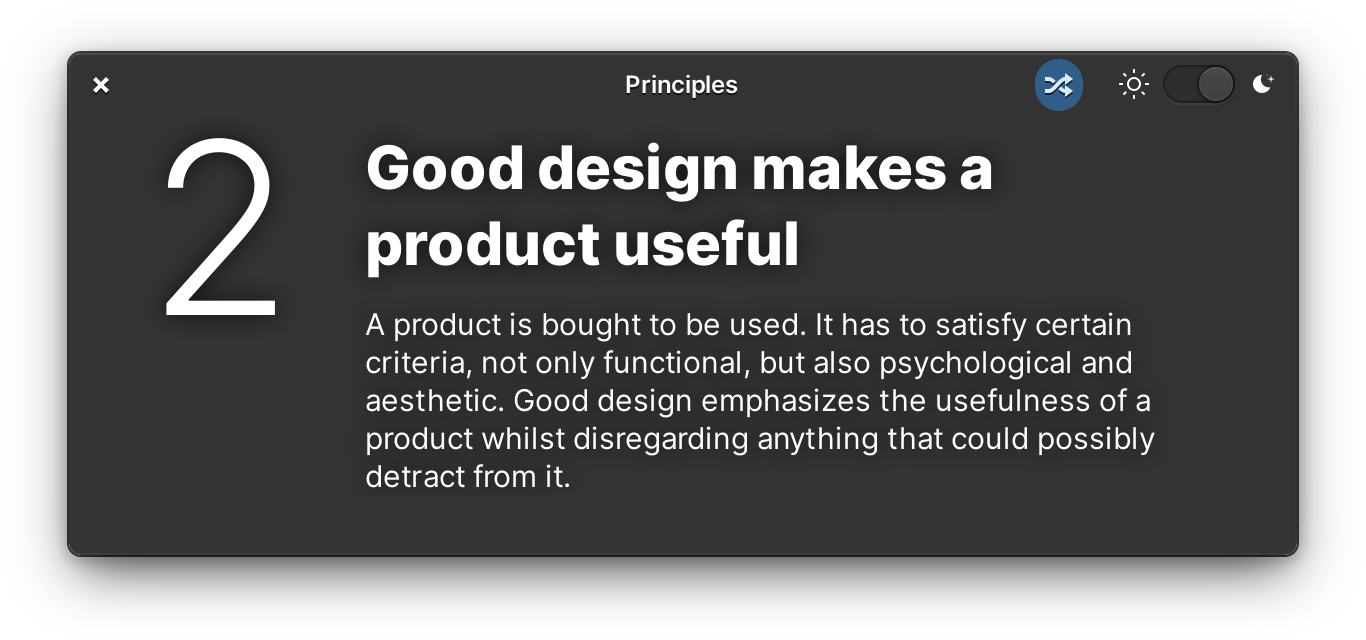 Principles
2
Good design makes a
product useful
A product is bought to be used. It has to satisfy certain
criteria, not only functional, but also psychological and
aesthetic. Good design emphasizes the usefulness of a
product whilst disregarding anything that could possibly
detract from it.